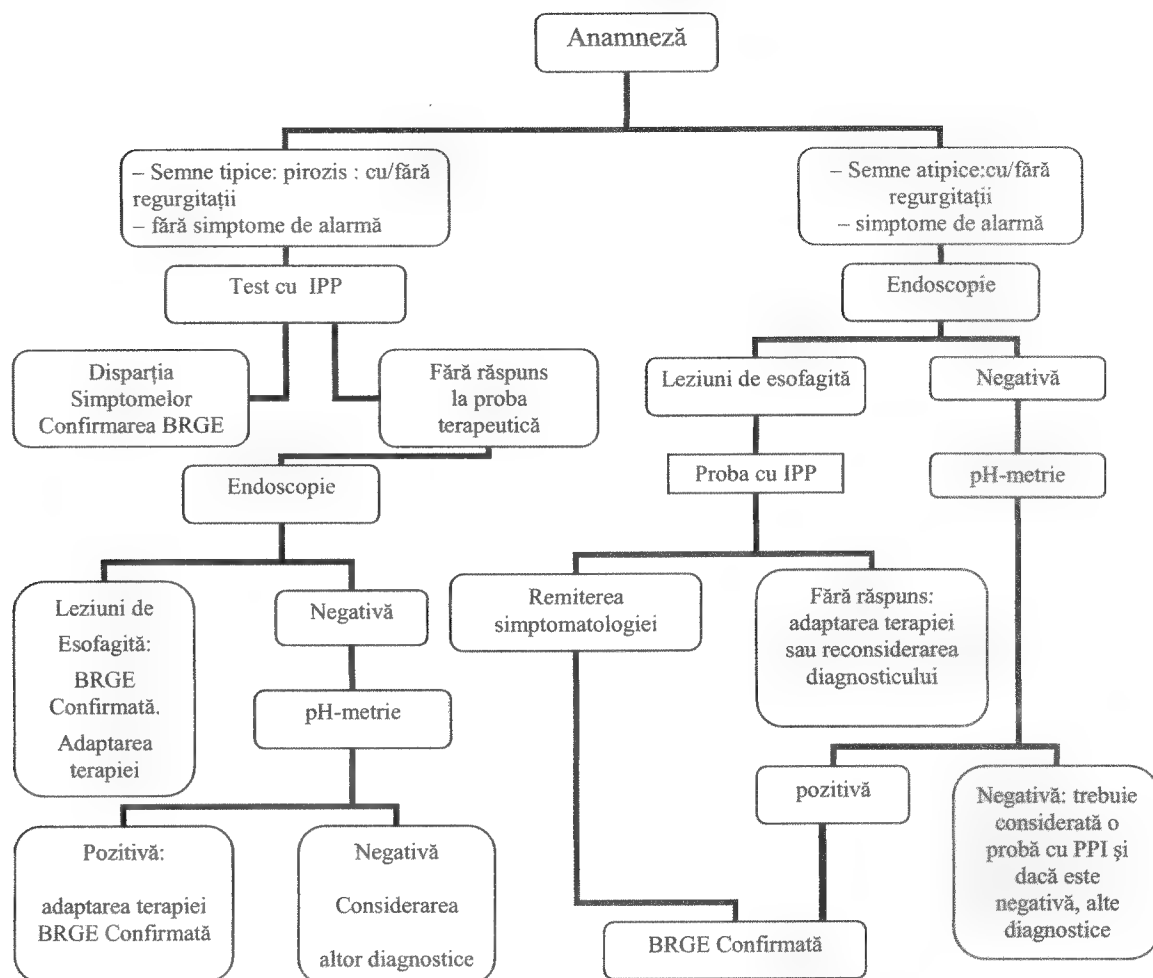 Anamneză
– Semne tipice: pirozis : cu/fără
regurgitații
– fără simptome de alarmă
– Semne atipice:cu/fără
regurgitații
– simptome de alarmă
Test cu IPP
Endoscopie
Disparția
Simptomelor
Confirmarea BRGE
Fără răspuns
la proba
terapeutică
Leziuni de esofagită
Negativă
Endoscopie
Proba cu IPP
pH-metrie
Leziuni de
Esofagită:
BRGE
Confirmată.
Adaptarea
terapiei
Negativă
Remiterea
simptomatologiei
Fără răspuns:
adaptarea terapiei
sau reconsiderarea
diagnosticului
pH-metrie
pozitivă
Negativă: trebuie
considerată o
probă cu PPI și
dacă este
negativă, alte
diagnostice
Pozitivă:
adaptarea terapiei
BRGE Confirmată
Negativă
Considerarea
altor diagnostice
BRGE Confirmată